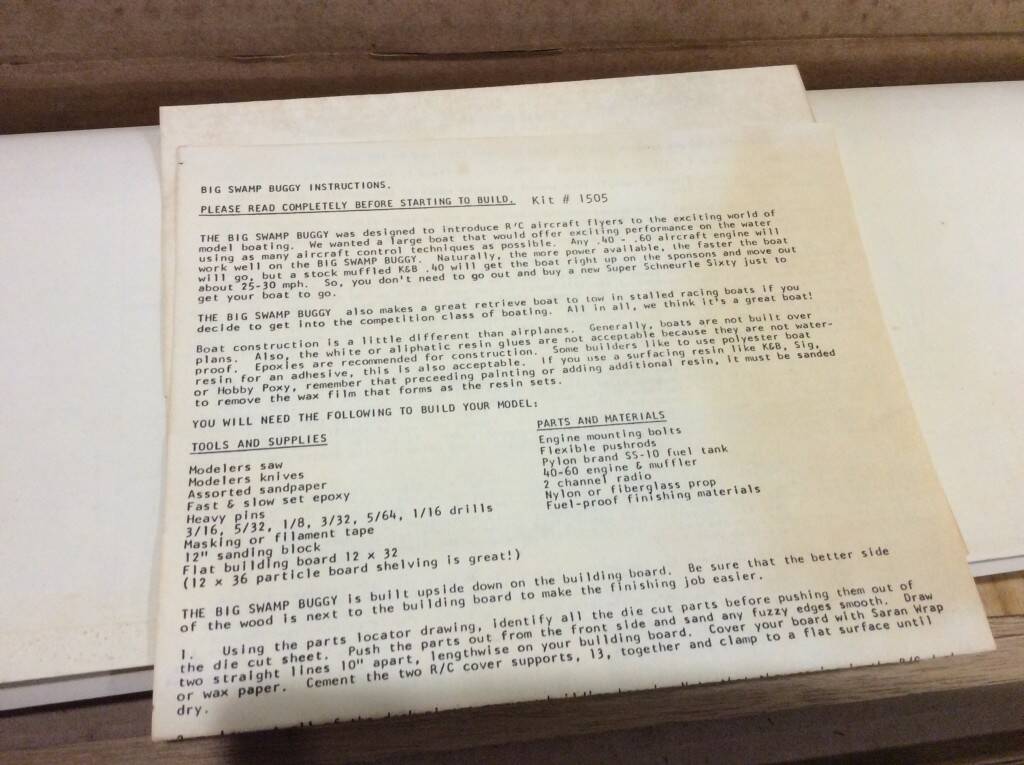 BIG SWAMP BUGGY INSTRUCTIONS.
PLEASE READ COMPLETELY BEFORE STARTING TO BUILD. Kit # 1505
THE BIG SWAMP BUGGY was designed to introduce R/C aircraft flyers to the exciting world of
model boating. We wanted a large boat that would offer exciting performance on the water
using as many aircraft control techniques as possible. Any .40 - .60 aircraft engine will
work well on the BIG SWAMP BUGGY. Naturally, the more power available, the faster the boat
will go, but a stock muffled K&B .40 will get the boat right up on the sponsons and move out
about 25-30 mph. So, you don't need to go out and buy a new Super Schneurle Sixty just to
get your boat to go.
THE BIG SWAMP BUGGY also makes a great retrieve boat to tow in stalled racing boats if you
decide to get into the competition class of boating. All in all, we think it's a great boat!
Boat construction is a little different than airplanes. Generally, boats are not built over
plans. Also, the white or aliphatic resin glues are not acceptable because they are not water-
proof. Epoxies are recommended for construction. Some builders like to use polyester boat
resin for an adhesive, this is also acceptable. If you use a surfacing resin like K&B, Sig,
or Hobby Poxy, remember that preceeding painting or adding additional resin, it must be sanded
to remove the wax film that forms as the resin sets.
YOU WILL NEED THE FOLLOWING TO BUILD YOUR MODEL:
TOOLS AND SUPPLIES
Modelers saw
Modelers knives
Assorted sandpaper
Fast & slow set epoxy
Heavy pins
3/16, 5/32, 1/8, 3/32, 5/64, 1/16 drills
Masking or filament tape
12" sanding block
Flat building board 12 x 32
(12 x 36 particle board shelving is great!)
PARTS AND MATERIALS
Engine mounting bolts
Flexible pushrods
Pylon brand SS-10 fuel tank
40-60 engine & muffler
2 channel radio
Nylon or fiberglass prop
Fuel-proof finishing materials
THE BIG SWAMP BUGGY is built upside down on the building board. Be sure that the better side
of the wood is next to the building board to make the finishing job easier.
1. Using the parts locator drawing, identify all the die cut parts before pushing them out of
the die cut sheet. Push the parts out from the front side and sand any fuzzy edges smooth. Draw
two straight lines 10" apart, lengthwise on your building board. Cover your board with Saran Wrap
or wax paper. Cement the two R/C cover supports, 13, together and clamp to a flat surface until
dry.